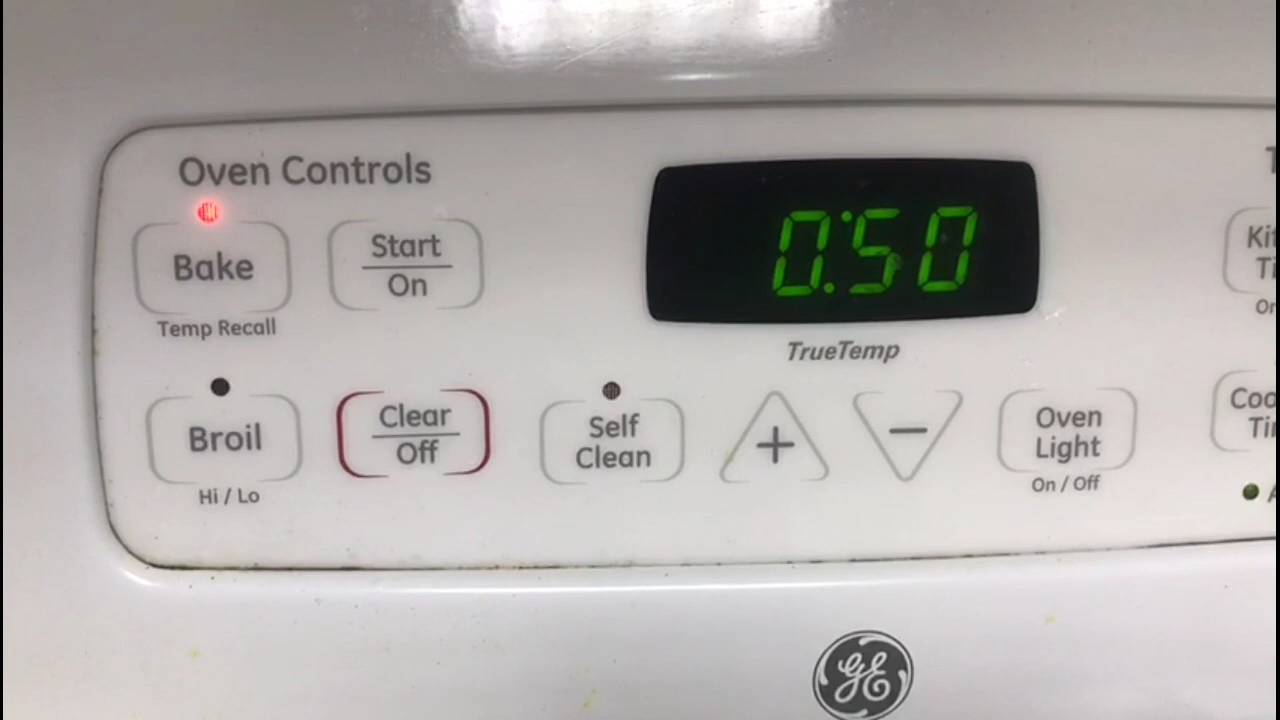 Oven Controls
Bake
Temp Recall
Start
On
0:50
TrueTemp
Broil
Hi / Lo
Clear
Off
Self
Clean
+
−
Oven
Light
On / Off
GE